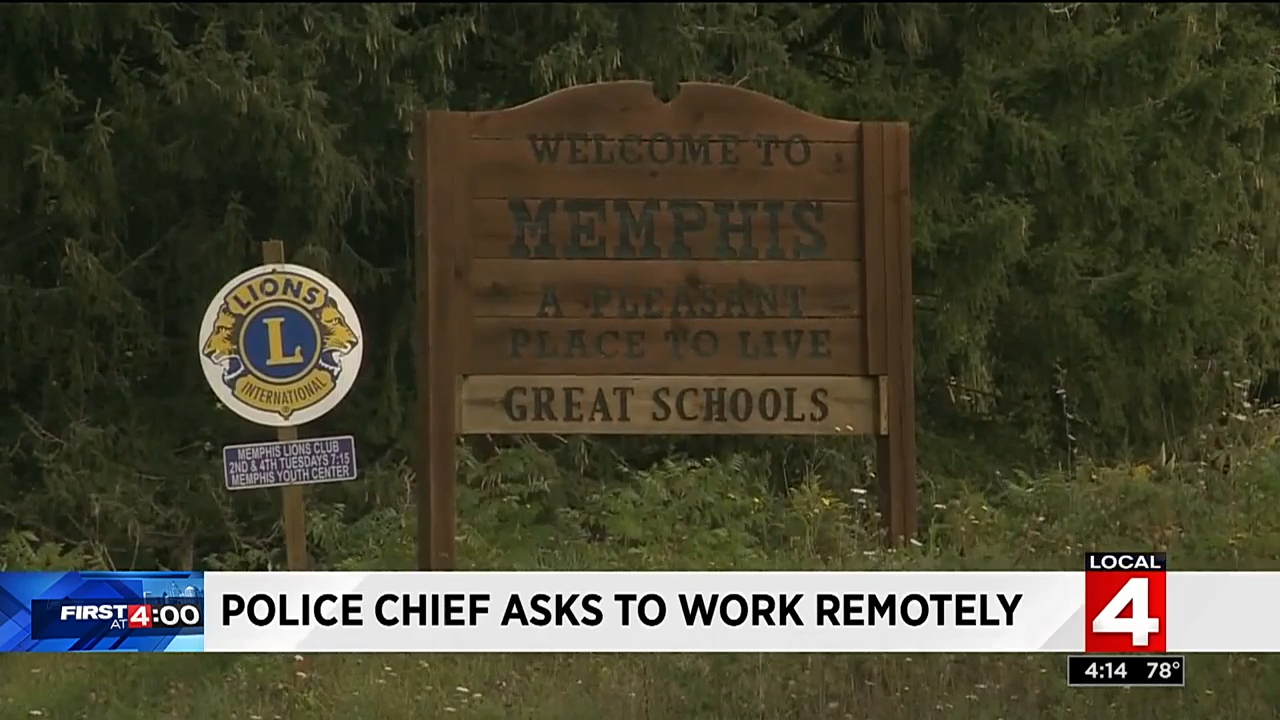 WELCOME TO
MEMPHIS
A PLEASANT
PLACE TO LIVE
GREAT SCHOOLS
LIONS
L
INTERNATIONAL
MEMPHIS LIONS CLUB
2ND & 4TH TUESDAYS 7:15
MEMPHIS YOUTH CENTER
FIRST AT 4:00
POLICE CHIEF ASKS TO WORK REMOTELY
LOCAL
4
4:14 78°